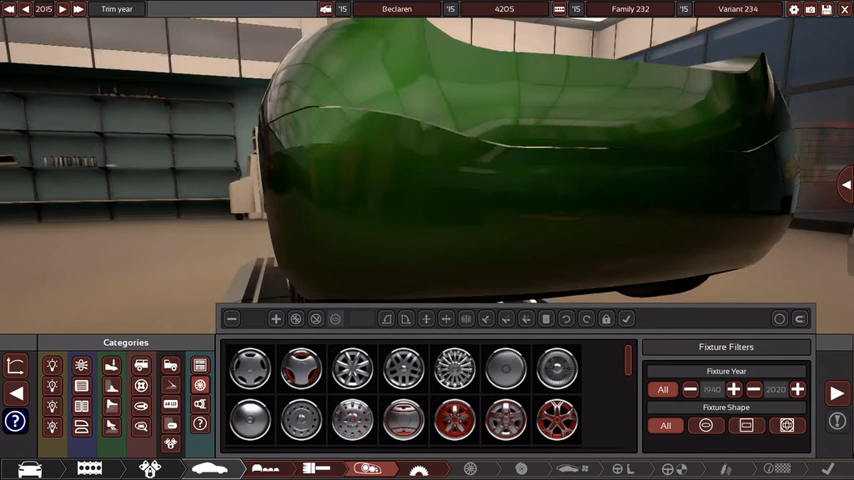 2015 Trim year '15 Beclaren '15 4205 '15 Family 232 '15 Variant 234
Categories
Fixture Filters
Fixture Year
All 1940 2020
Fixture Shape
All